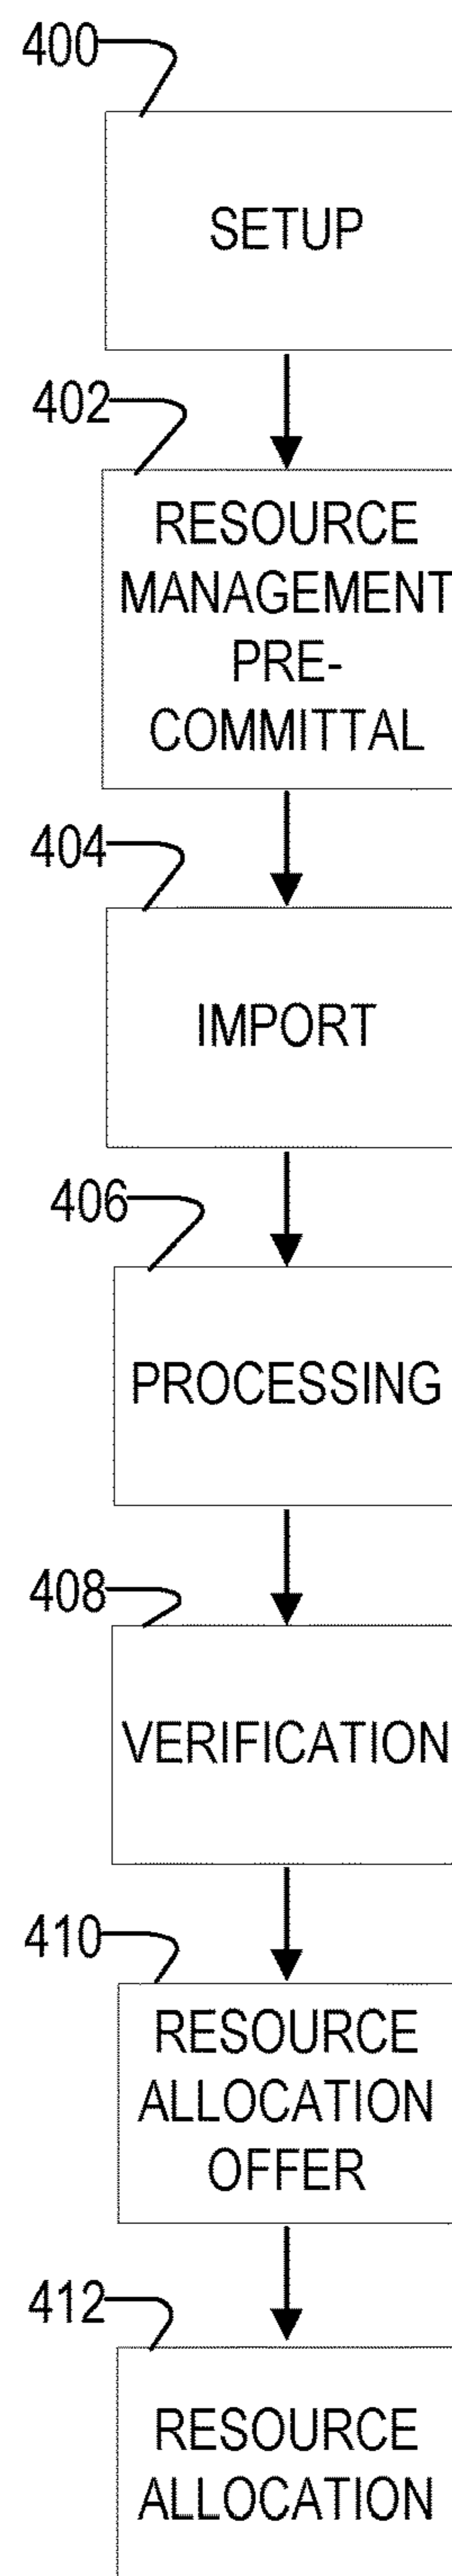 400
SETUP
402
RESOURCE
MANAGEMENT
PRE-
COMMITTAL
404
IMPORT
406
PROCESSING
408
VERIFICATION
410
RESOURCE
ALLOCATION
OFFER
412
RESOURCE
ALLOCATION